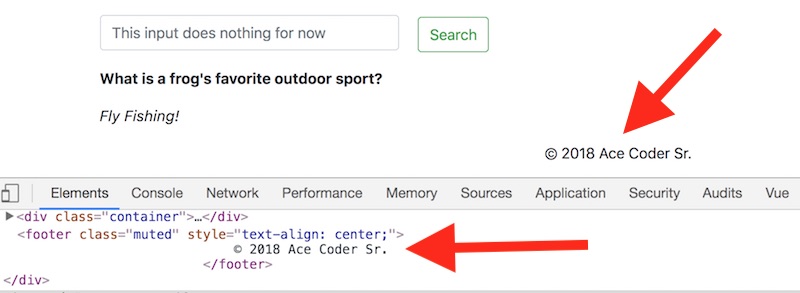 This input does nothing for now Search
What is a frog's favorite outdoor sport?
Fly Fishing!
© 2018 Ace Coder Sr.
Elements Console Network Performance Memory Sources Application Security Audits Vue
<div class="container">…</div>
<footer class="muted" style="text-align: center;">
© 2018 Ace Coder Sr.
</footer>
</div>